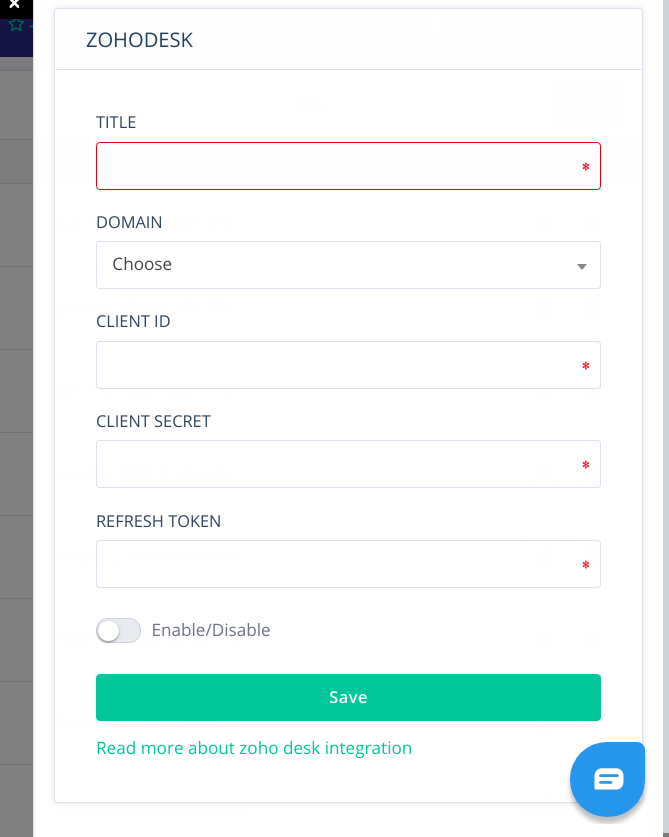 ZOHODESK
TITLE
*
DOMAIN
Choose
CLIENT ID
*
CLIENT SECRET
*
REFRESH TOKEN
*
Enable/Disable
Save
Read more about zoho desk integration